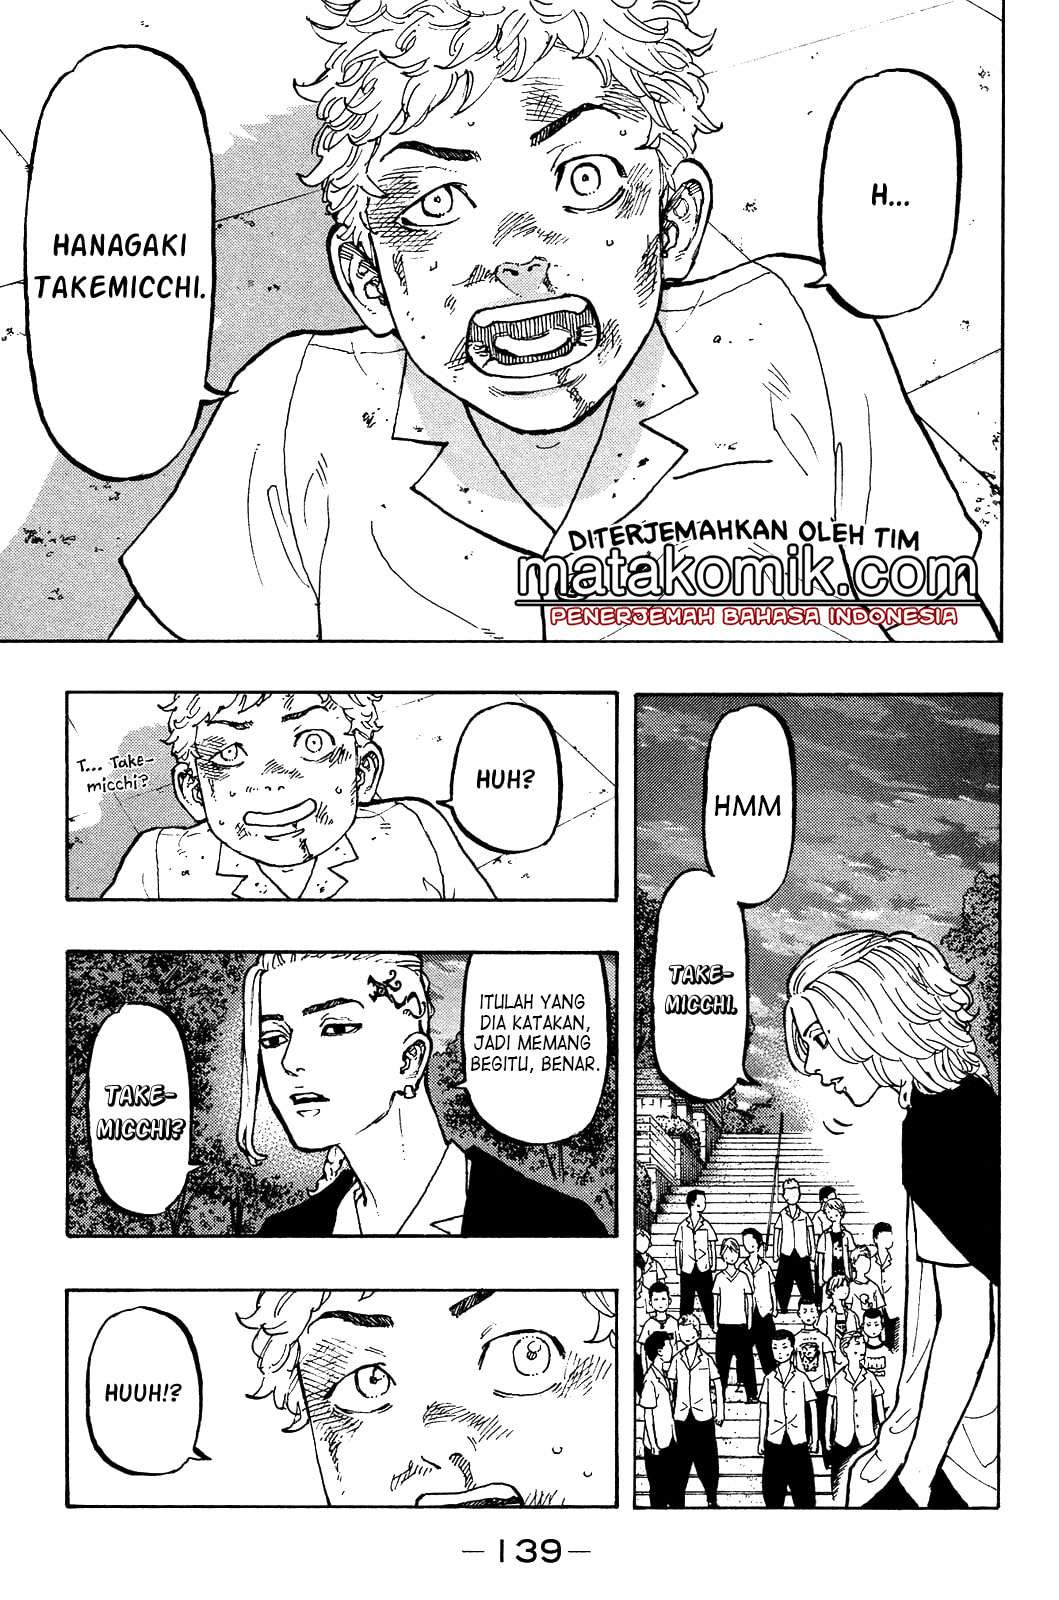 H...
HANAGAKI
TAKEMICCHI.
DITERJEMAHKAN OLEH TIM
matakomik.com
PENERJEMAH BAHASA INDONESIA
HMM
TAKE-
MICCHI.
HUH?
T... Take-
micchi?
ITULAH YANG
DIA KATAKAN,
JADI MEMANG
BEGITU, BENAR.
TAKE-
MICCHI?
HUUH!?
—139—